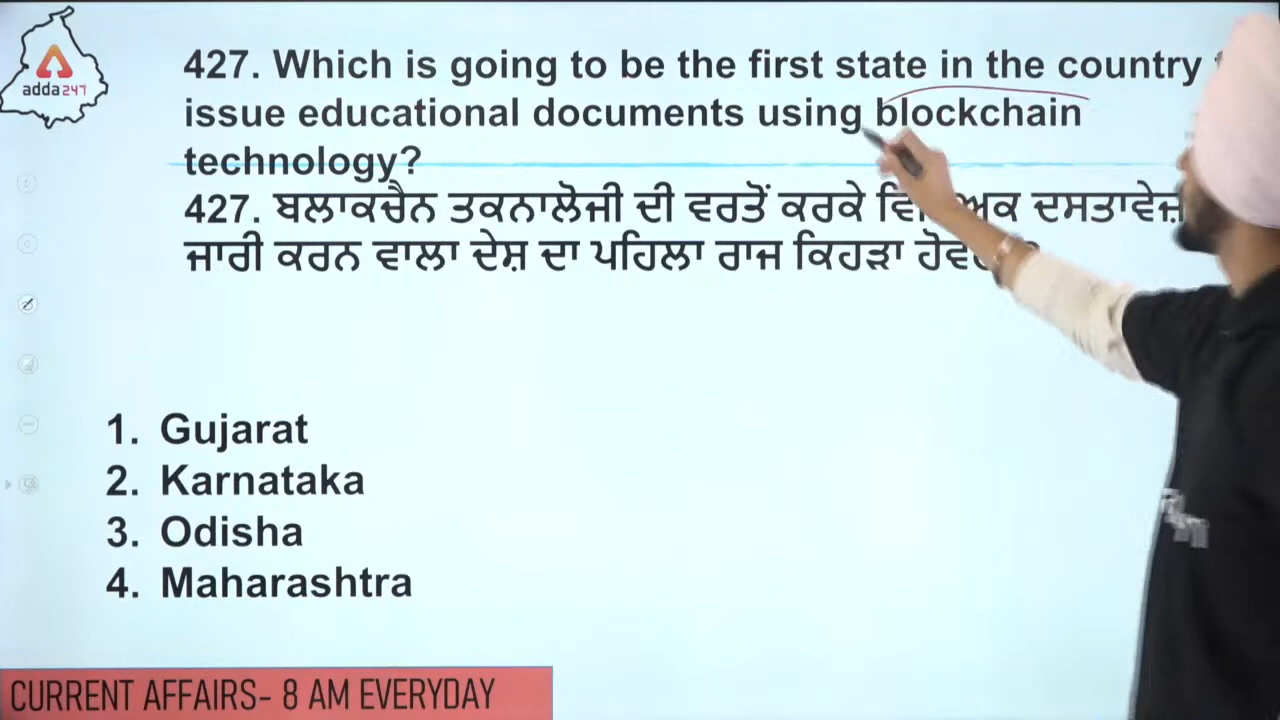 adda247
427. Which is going to be the first state in the country
issue educational documents using blockchain
technology?
427. ਬਲਾਕਚੈਨ ਤਕਨਾਲੋਜੀ ਦੀ ਵਰਤੋਂ ਕਰਕੇ ਦਸਤਾਵੇਜ਼
ਜਾਰੀ ਕਰਨ ਵਾਲਾ ਦੇਸ਼ ਦਾ ਪਹਿਲਾ ਰਾਜ ਕਿਹੜਾ
1. Gujarat
2. Karnataka
3. Odisha
4. Maharashtra
CURRENT AFFAIRS- 8 AM EVERYDAY